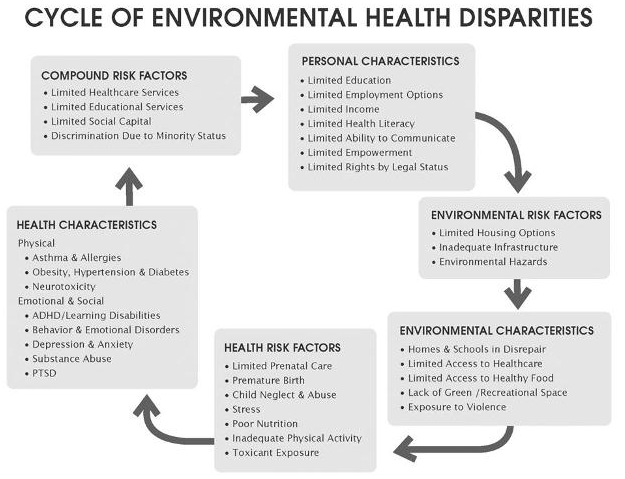 CYCLE OF ENVIRONMENTAL HEALTH DISPARITIES
COMPOUND RISK FACTORS
• Limited Healthcare Services
• Limited Educational Services
• Limited Social Capital
• Discrimination Due to Minority Status
PERSONAL CHARACTERISTICS
• Limited Education
• Limited Employment Options
• Limited Income
• Limited Health Literacy
• Limited Ability to Communicate
• Limited Empowerment
• Limited Rights by Legal Status
ENVIRONMENTAL RISK FACTORS
• Limited Housing Options
• Inadequate Infrastructure
• Environmental Hazards
ENVIRONMENTAL CHARACTERISTICS
• Homes & Schools in Disrepair
• Limited Access to Healthcare
• Limited Access to Healthy Food
• Lack of Green /Recreational Space
• Exposure to Violence
HEALTH RISK FACTORS
• Limited Prenatal Care
• Premature Birth
• Child Neglect & Abuse
• Stress
• Poor Nutrition
• Inadequate Physical Activity
• Toxicant Exposure
HEALTH CHARACTERISTICS
Physical
• Asthma & Allergies
• Obesity, Hypertension & Diabetes
• Neurotoxicity
Emotional & Social
• ADHD/Learning Disabilities
• Behavior & Emotional Disorders
• Depression & Anxiety
• Substance Abuse
• PTSD